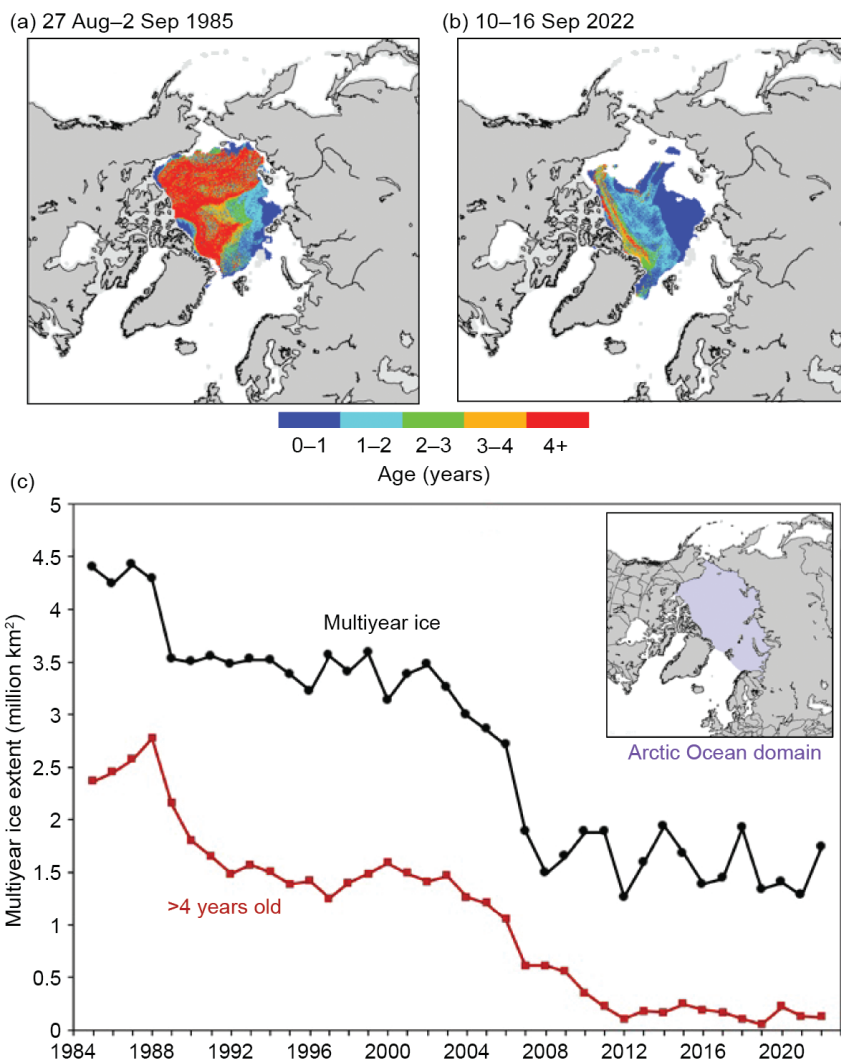 (a) 27 Aug–2 Sep 1985
(b) 10–16 Sep 2022
0–1 1–2 2–3 3–4 4+
Age (years)
(c)
Multiyear ice extent (million km²)
5
4.5
4
3.5
3
2.5
2
1.5
1
0.5
0
Multiyear ice
>4 years old
Arctic Ocean domain
1984 1988 1992 1996 2000 2004 2008 2012 2016 2020